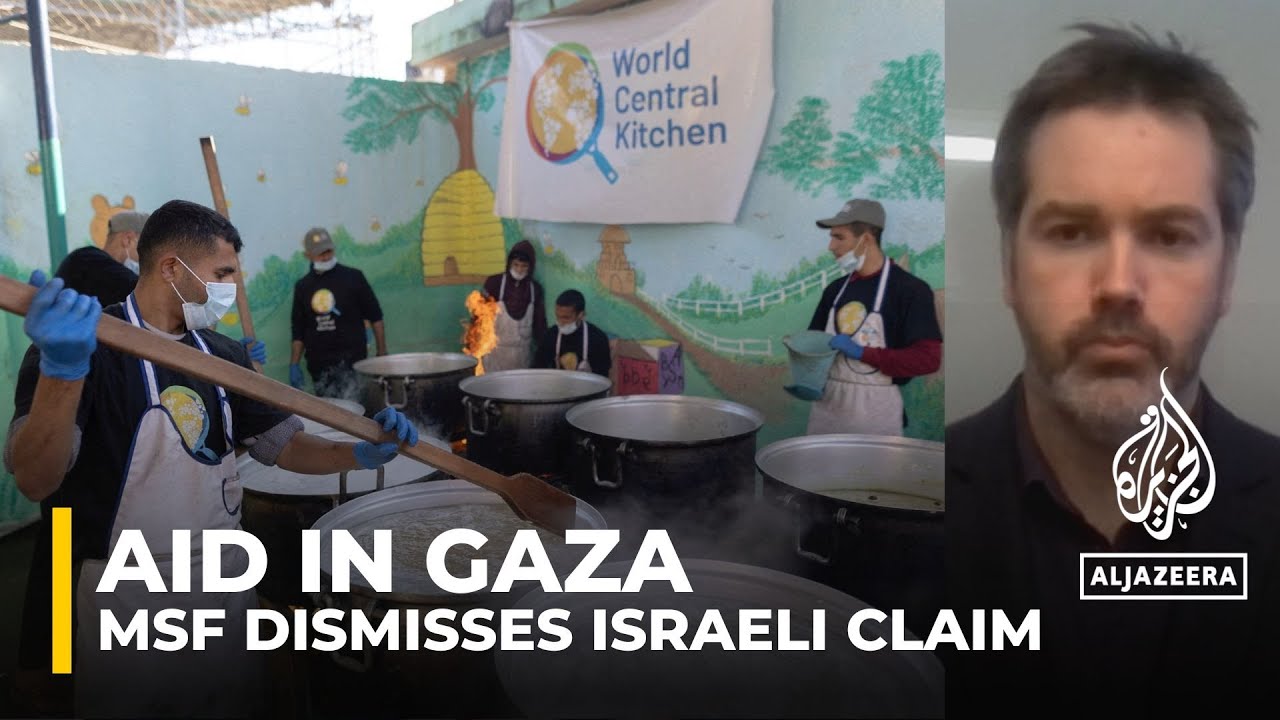 World
Central
Kitchen
AID IN GAZA
MSF DISMISSES ISRAELI CLAIM
الجزيرة
ALJAZEERA